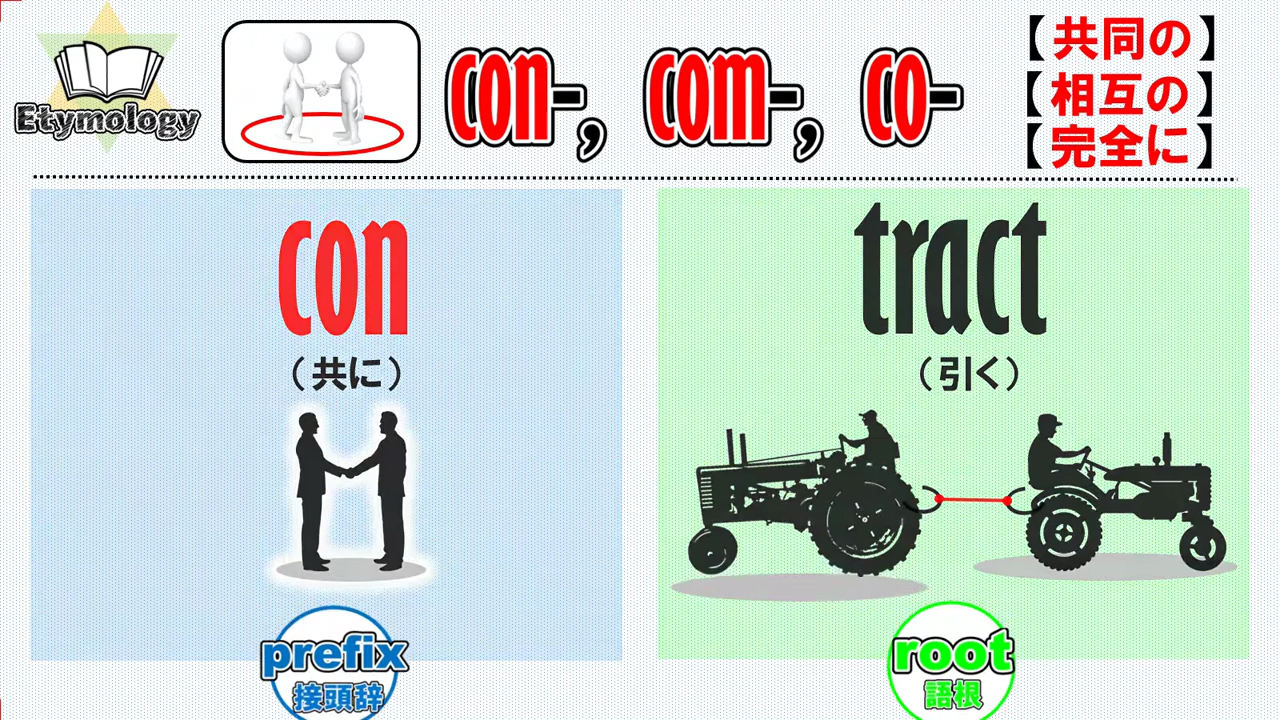 Etymology
con-, com-, co-
【共同の】
【相互の】
【完全に】
con
（共に）
prefix
接頭辞
tract
（引く）
root
語根